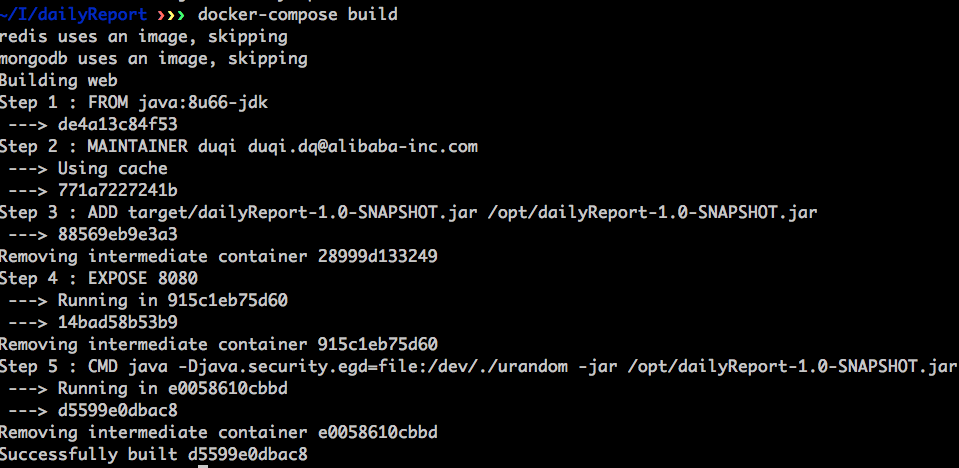 ~/I/dailyReport ❯❯❯ docker-compose build
redis uses an image, skipping
mongodb uses an image, skipping
Building web
Step 1 : FROM java:8u66-jdk
 ---> de4a13c84f53
Step 2 : MAINTAINER duqi duqi.dq@alibaba-inc.com
 ---> Using cache
 ---> 771a7227241b
Step 3 : ADD target/dailyReport-1.0-SNAPSHOT.jar /opt/dailyReport-1.0-SNAPSHOT.jar
 ---> 88569eb9e3a3
Removing intermediate container 28999d133249
Step 4 : EXPOSE 8080
 ---> Running in 915c1eb75d60
 ---> 14bad58b53b9
Removing intermediate container 915c1eb75d60
Step 5 : CMD java -Djava.security.egd=file:/dev/./urandom -jar /opt/dailyReport-1.0-SNAPSHOT.jar
 ---> Running in e0058610cbbd
 ---> d5599e0dbac8
Removing intermediate container e0058610cbbd
Successfully built d5599e0dbac8